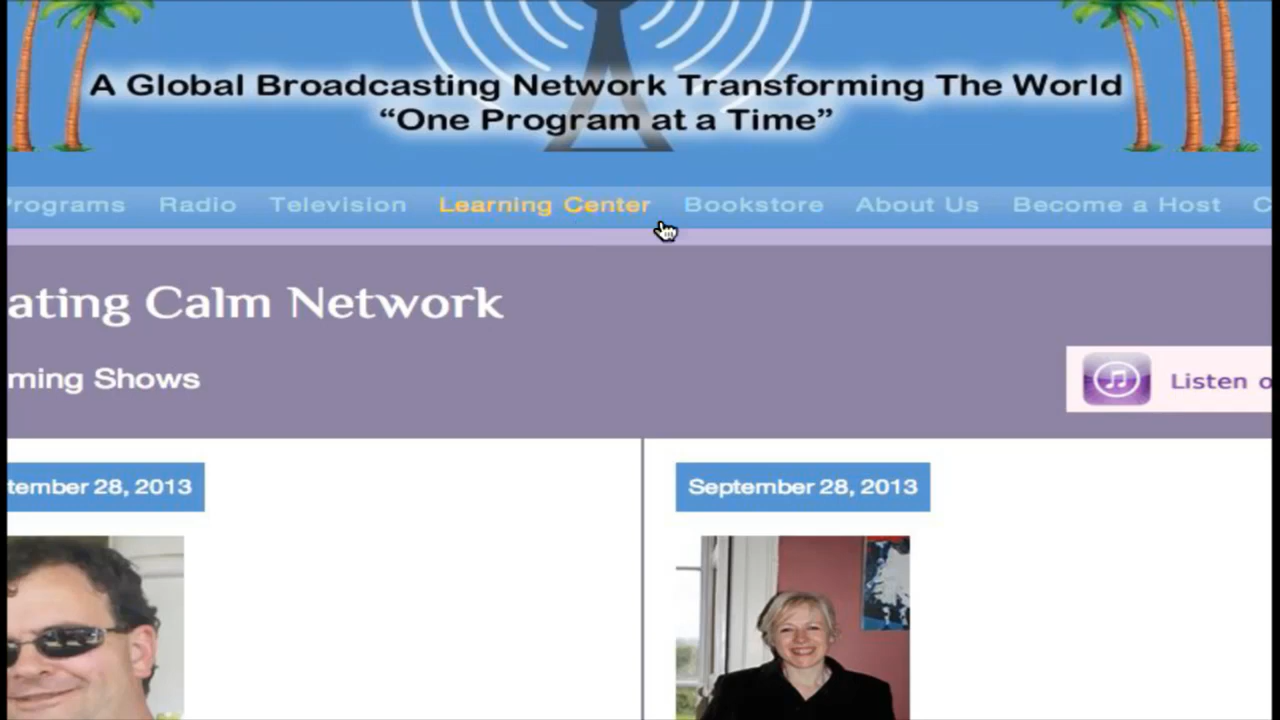 A Global Broadcasting Network Transforming The World
“One Program at a Time”
Programs Radio Television Learning Center Bookstore About Us Become a Host C
ating Calm Network
ming Shows
Listen o
tember 28, 2013
September 28, 2013